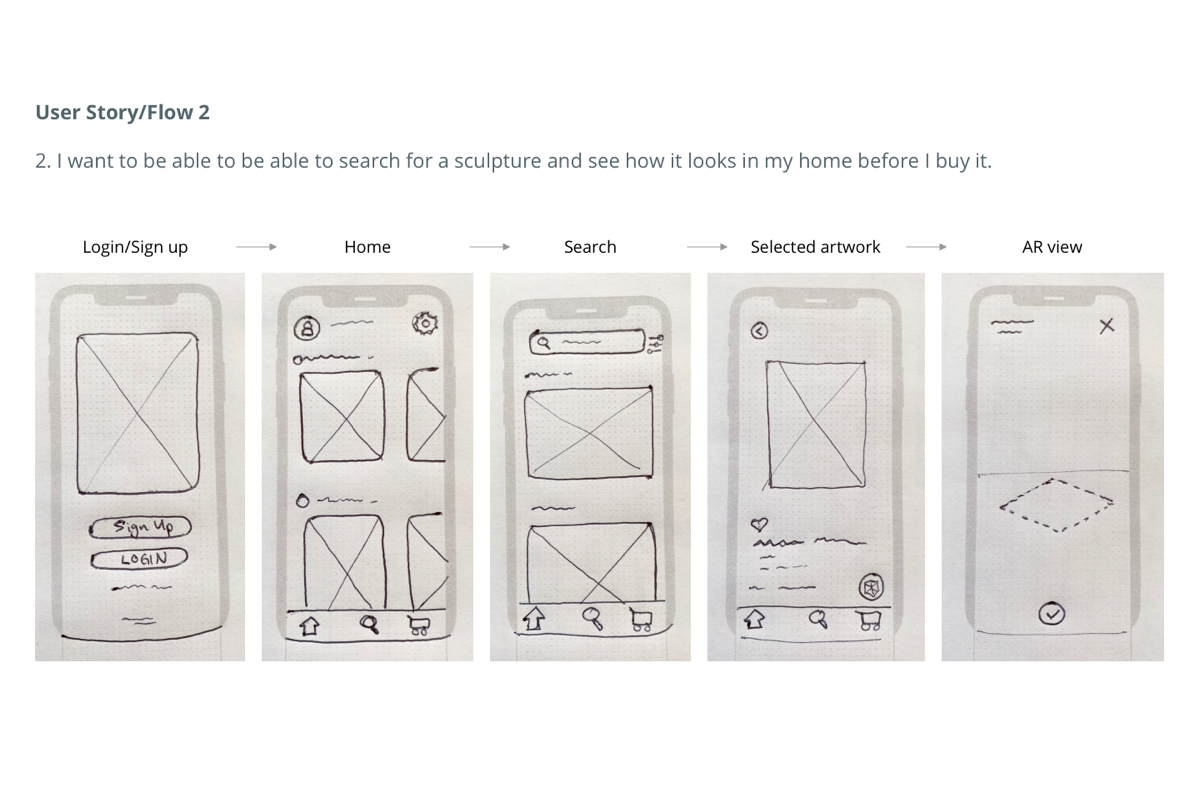 User Story/Flow 2
2. I want to be able to be able to search for a sculpture and see how it looks in my home before I buy it.
Login/Sign up
Home
Search
Selected artwork
AR view
Sign Up
LOGIN